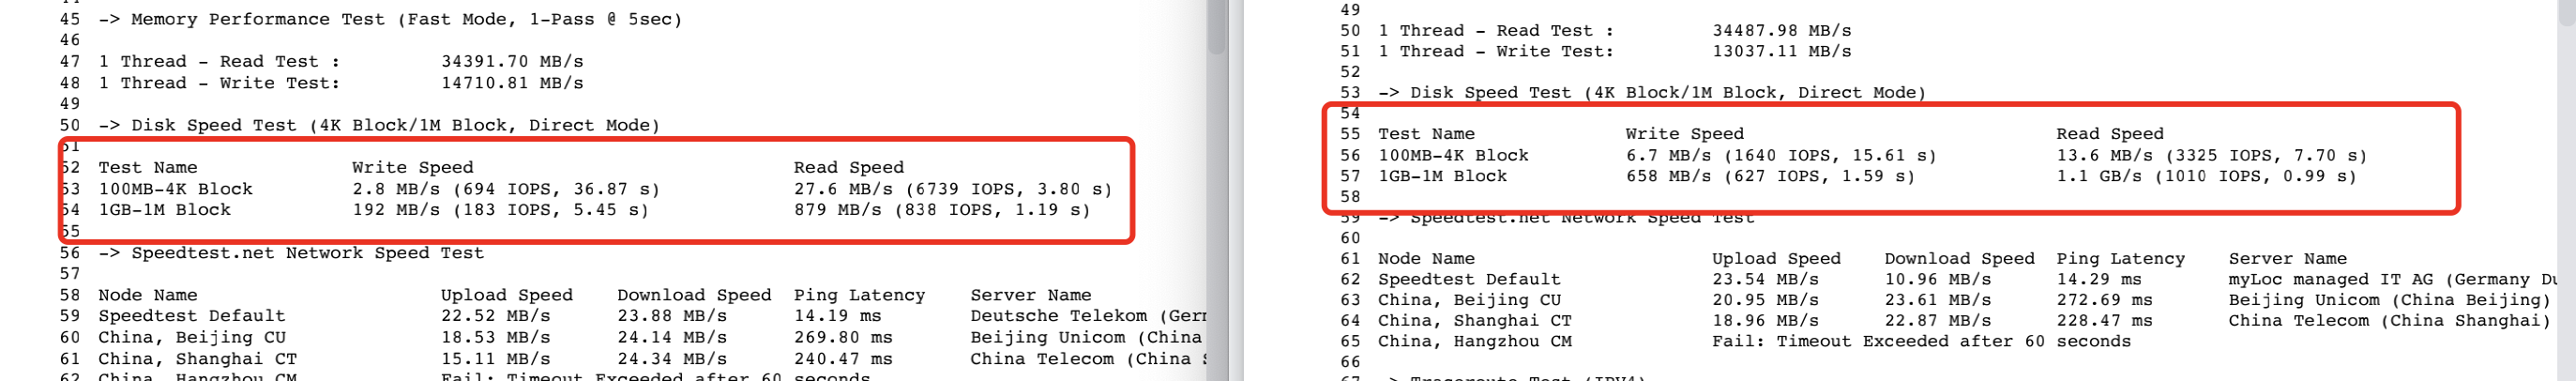 45 -> Memory Performance Test (Fast Mode, 1-Pass @ 5sec)
46
47 1 Thread - Read Test : 34391.70 MB/s
48 1 Thread - Write Test: 14710.81 MB/s
49
50 -> Disk Speed Test (4K Block/1M Block, Direct Mode)
51
52 Test Name Write Speed Read Speed
53 100MB-4K Block 2.8 MB/s (694 IOPS, 36.87 s) 27.6 MB/s (6739 IOPS, 3.80 s)
54 1GB-1M Block 192 MB/s (183 IOPS, 5.45 s) 879 MB/s (838 IOPS, 1.19 s)
55
56 -> Speedtest.net Network Speed Test
57
58 Node Name Upload Speed Download Speed Ping Latency Server Name
59 Speedtest Default 22.52 MB/s 23.88 MB/s 14.19 ms Deutsche Telekom (Ger
60 China, Beijing CU 18.53 MB/s 24.14 MB/s 269.80 ms Beijing Unicom (China
61 China, Shanghai CT 15.11 MB/s 24.34 MB/s 240.47 ms China Telecom (China
62 China, Hangzhou CM Fail: Timeout Exceeded after 60 seconds
49
50 1 Thread - Read Test : 34487.98 MB/s
51 1 Thread - Write Test: 13037.11 MB/s
52
53 -> Disk Speed Test (4K Block/1M Block, Direct Mode)
54
55 Test Name Write Speed Read Speed
56 100MB-4K Block 6.7 MB/s (1640 IOPS, 15.61 s) 13.6 MB/s (3325 IOPS, 7.70 s)
57 1GB-1M Block 658 MB/s (627 IOPS, 1.59 s) 1.1 GB/s (1010 IOPS, 0.99 s)
58
59 -> Speedtest.net Network Speed Test
60
61 Node Name Upload Speed Download Speed Ping Latency Server Name
62 Speedtest Default 23.54 MB/s 10.96 MB/s 14.29 ms myLoc managed IT AG (Germany Du
63 China, Beijing CU 20.95 MB/s 23.61 MB/s 272.69 ms Beijing Unicom (China Beijing)
64 China, Shanghai CT 18.96 MB/s 22.87 MB/s 228.47 ms China Telecom (China Shanghai)
65 China, Hangzhou CM Fail: Timeout Exceeded after 60 seconds
66
67 -> Traceroute Test (IPV4)